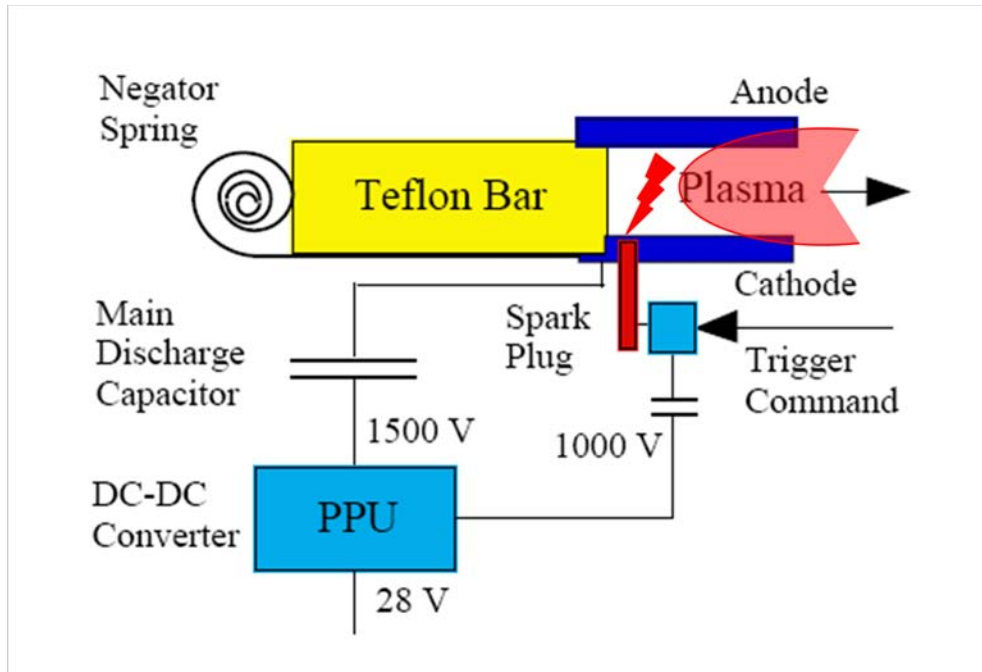 Negator
Spring
Anode
Teflon Bar
Plasma
Cathode
Main
Discharge
Capacitor
Spark
Plug
Trigger
Command
1500 V
1000 V
DC-DC
Converter
PPU
28 V